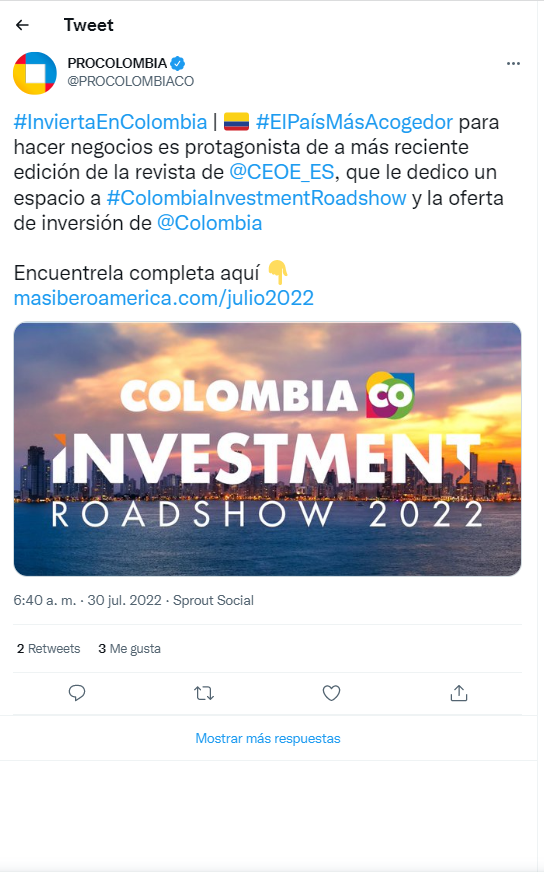 Tweet
PROCOLOMBIA
@PROCOLOMBIACO
#InviertaEnColombia | 🇨🇴 #ElPaísMásAcogedor para
hacer negocios es protagonista de a más reciente
edición de la revista de @CEOE_ES, que le dedico un
espacio a #ColombiaInvestmentRoadshow y la oferta
de inversión de @Colombia
Encuentrela completa aquí 👇
masiberoamerica.com/julio2022
COLOMBIA CO
INVESTMENT
ROADSHOW 2022
6:40 a. m. · 30 jul. 2022 · Sprout Social
2 Retweets 3 Me gusta
Mostrar más respuestas